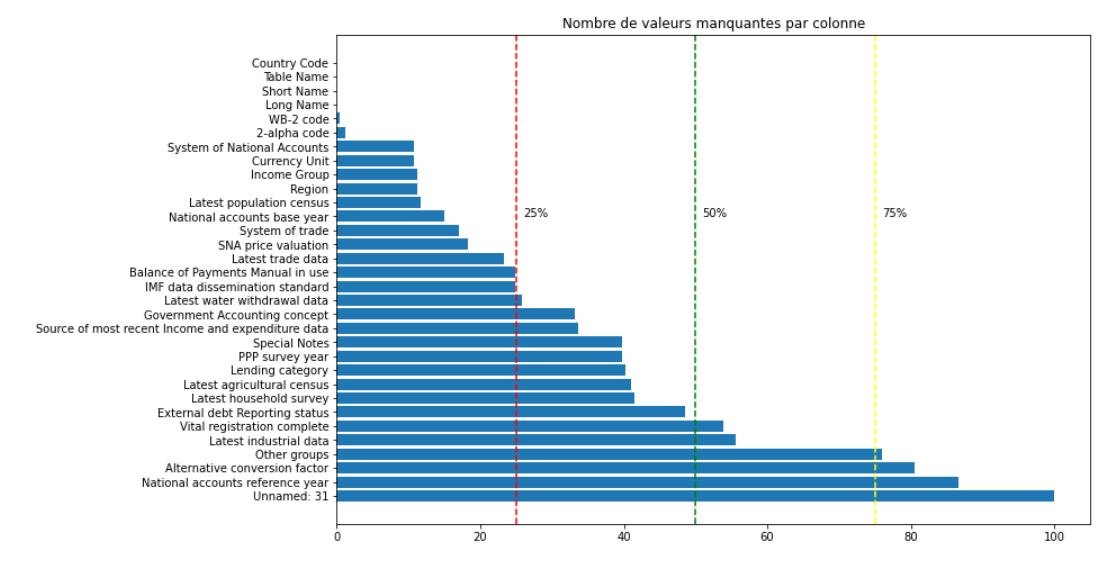 Nombre de valeurs manquantes par colonne
Country Code
Table Name
Short Name
Long Name
WB-2 code
2-alpha code
System of National Accounts
Currency Unit
Income Group
Region
Latest population census
National accounts base year
25%
50%
75%
System of trade
SNA price valuation
Latest trade data
Balance of Payments Manual in use
IMF data dissemination standard
Latest water withdrawal data
Government Accounting concept
Source of most recent Income and expenditure data
Special Notes
PPP survey year
Lending category
Latest agricultural census
Latest household survey
External debt Reporting status
Vital registration complete
Latest industrial data
Other groups
Alternative conversion factor
National accounts reference year
Unnamed: 31
0 20 40 60 80 100